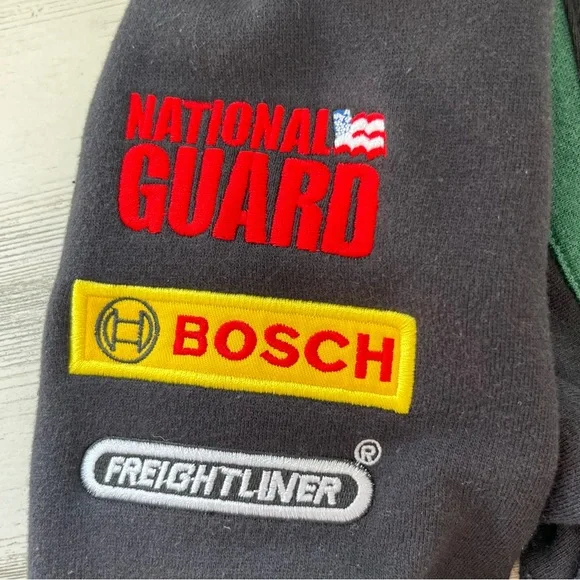 NATIONAL
GUARD
BOSCH
FREIGHTLINER ®